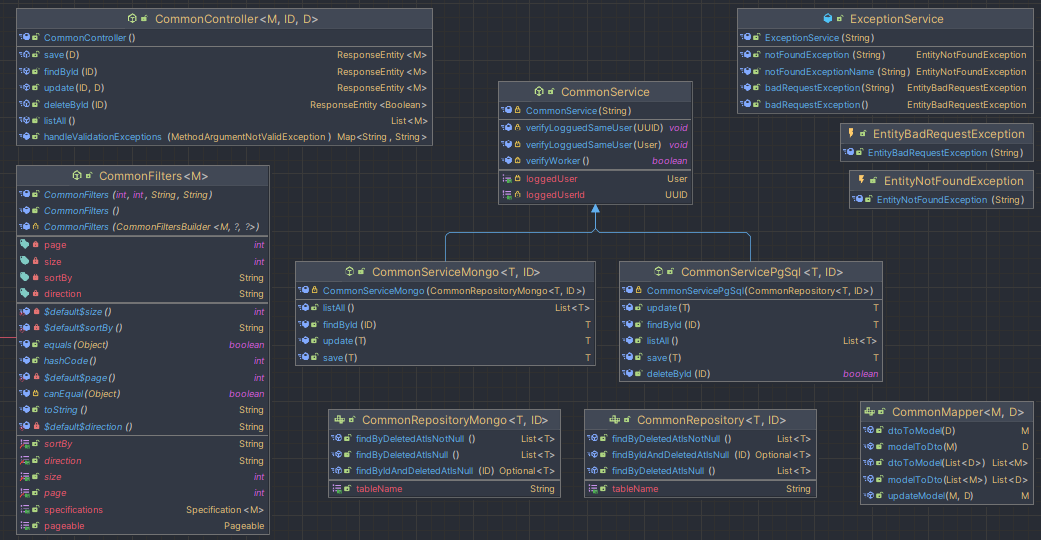 CommonController<M, ID, D>
CommonController()
save(D) ResponseEntity<M>
findById(ID) ResponseEntity<M>
update(ID, D) ResponseEntity<M>
deleteById(ID) ResponseEntity<Boolean>
listAll() List<M>
handleValidationExceptions(MethodArgumentNotValidException) Map<String, String>
CommonFilters<M>
CommonFilters(int, int, String, String)
CommonFilters()
CommonFilters(CommonFiltersBuilder<M, ?, ?>)
page int
size int
sortBy String
direction String
$default$size() int
$default$sortBy() String
equals(Object) boolean
hashCode() int
$default$page() int
canEqual(Object) boolean
toString() String
$default$direction() String
sortBy String
direction String
size int
page int
specifications Specification<M>
pageable Pageable
CommonService
CommonService(String)
verifyLogguedSameUser(UUID) void
verifyLogguedSameUser(User) void
verifyWorker() boolean
loggedUser User
loggedUserId UUID
ExceptionService
ExceptionService(String)
notFoundException(String) EntityNotFoundException
notFoundExceptionName(String) EntityNotFoundException
badRequestException(String) EntityBadRequestException
badRequestException() EntityBadRequestException
EntityBadRequestException
EntityBadRequestException(String)
EntityNotFoundException
EntityNotFoundException(String)
CommonServiceMongo<T, ID>
CommonServiceMongo(CommonRepositoryMongo<T, ID>)
listAll() List<T>
findById(ID) T
update(T) T
save(T) T
CommonServicePgSql<T, ID>
CommonServicePgSql(CommonRepository<T, ID>)
update(T) T
findById(ID) T
listAll() List<T>
save(T) T
deleteById(ID) boolean
CommonRepositoryMongo<T, ID>
findByDeletedAtIsNotNull() List<T>
findByDeletedAtIsNull() List<T>
findByIdAndDeletedAtIsNull(ID) Optional<T>
tableName String
CommonRepository<T, ID>
findByDeletedAtIsNotNull() List<T>
findByIdAndDeletedAtIsNull(ID) Optional<T>
findByDeletedAtIsNull() List<T>
tableName String
CommonMapper<M, D>
dtoToModel(D) M
modelToDto(M) D
dtoToModel(List<D>) List<M>
modelToDto(List<M>) List<D>
updateModel(M, D) M